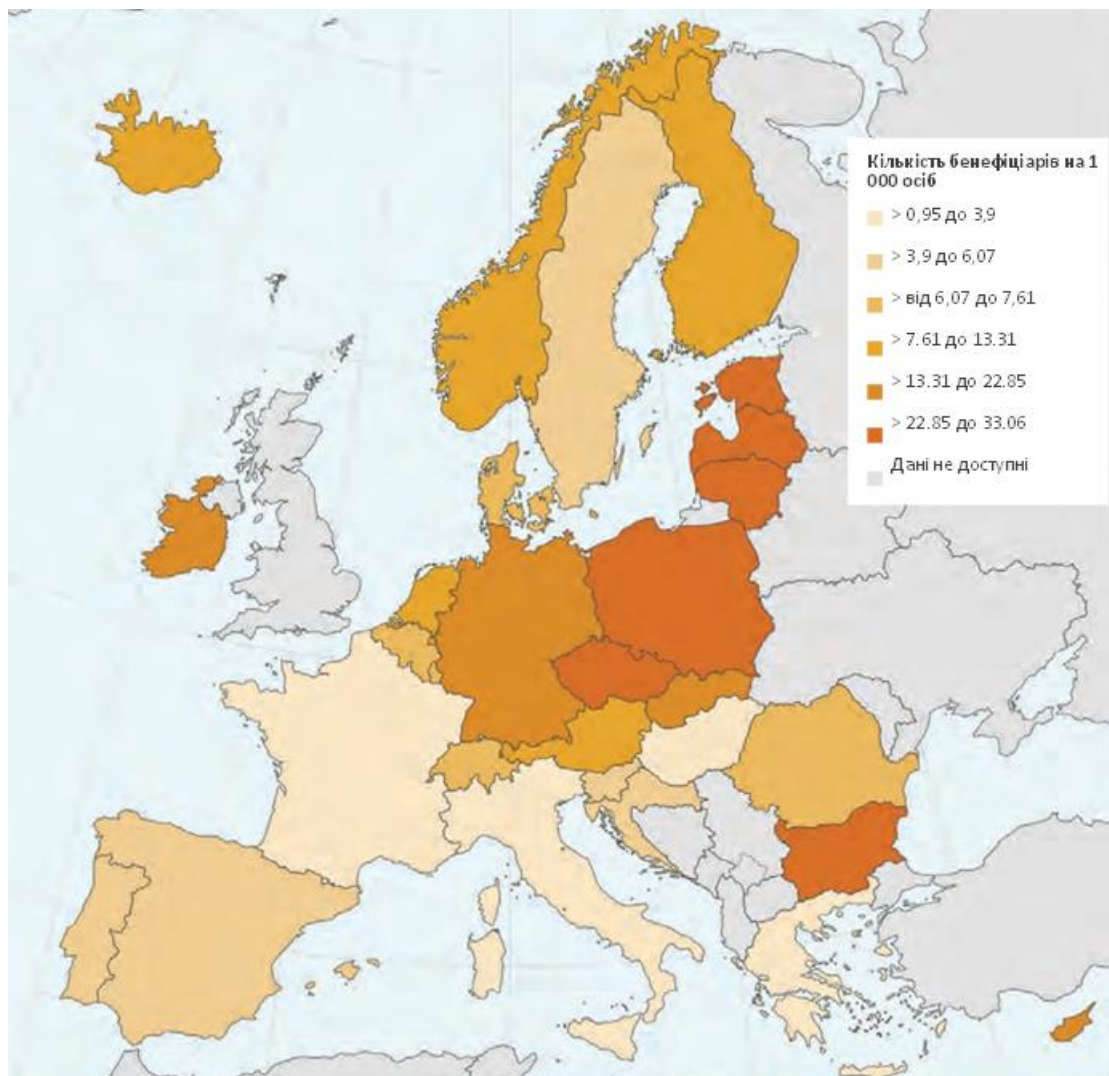 Кількість бенефіціарів на 1
000 осіб
> 0,95 до 3,9
> 3,9 до 6,07
> від 6,07 до 7,61
> 7.61 до 13.31
> 13.31 до 22.85
> 22.85 до 33.06
Дані не доступні